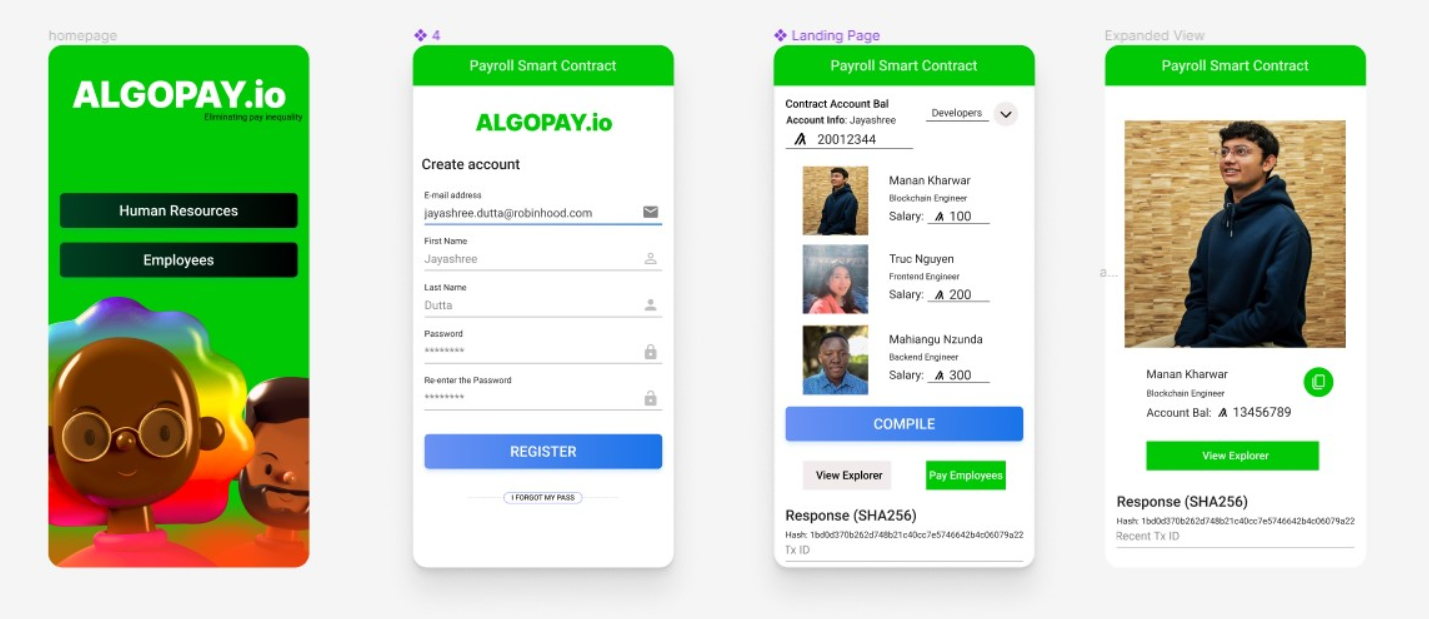 homepage
ALGOPAY.io
Eliminating pay inequality
Human Resources
Employees
4
Payroll Smart Contract
ALGOPAY.io
Create account
E-mail address
jayashree.dutta@robinhood.com
First Name
Jayashree
Last Name
Dutta
Password
********
Re-enter the Password
********
REGISTER
I FORGOT MY PASS
Landing Page
Payroll Smart Contract
Contract Account Bal
Account Info: Jayashree
Developers
20012344
Manan Kharwar
Blockchain Engineer
Salary: 100
Truc Nguyen
Frontend Engineer
Salary: 200
Mahiangu Nzunda
Backend Engineer
Salary: 300
COMPILE
View Explorer
Pay Employees
Response (SHA256)
Hash: 1bd0d370b262d748b21c40cc7e5746642b4c06079a22
Tx ID
a...
Expanded View
Payroll Smart Contract
Manan Kharwar
Blockchain Engineer
Account Bal: 13456789
View Explorer
Response (SHA256)
Hash: 1bd0d370b262d748b21c40cc7e5746642b4c06079a22
Recent Tx ID